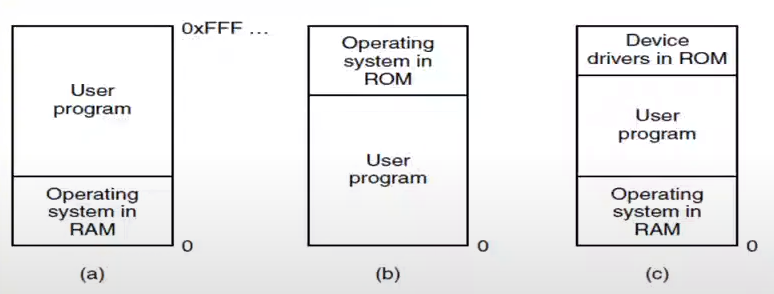 0xFFF ...
User
program
Operating
system in
RAM
0
(a)
Operating
system in
ROM
User
program
0
(b)
Device
drivers in ROM
User
program
Operating
system in
RAM
0
(c)